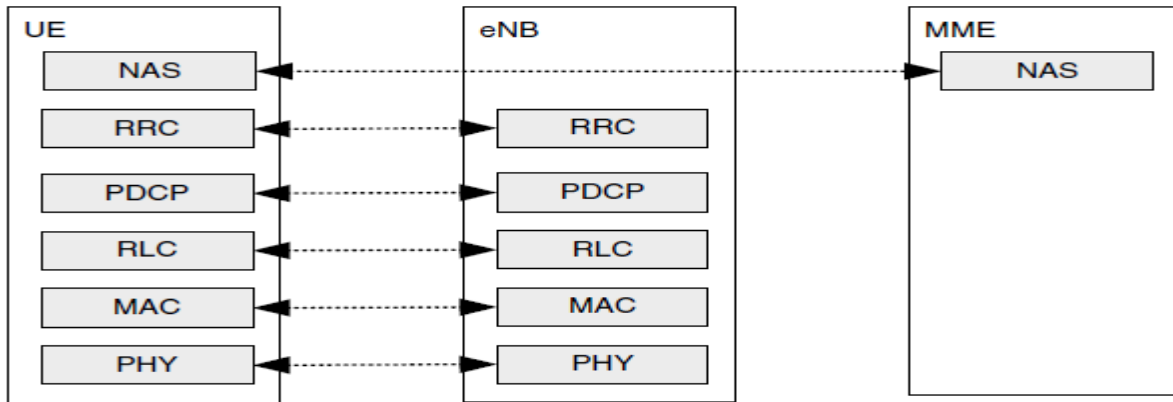 UE eNB MME
NAS NAS
RRC RRC
PDCP PDCP
RLC RLC
MAC MAC
PHY PHY